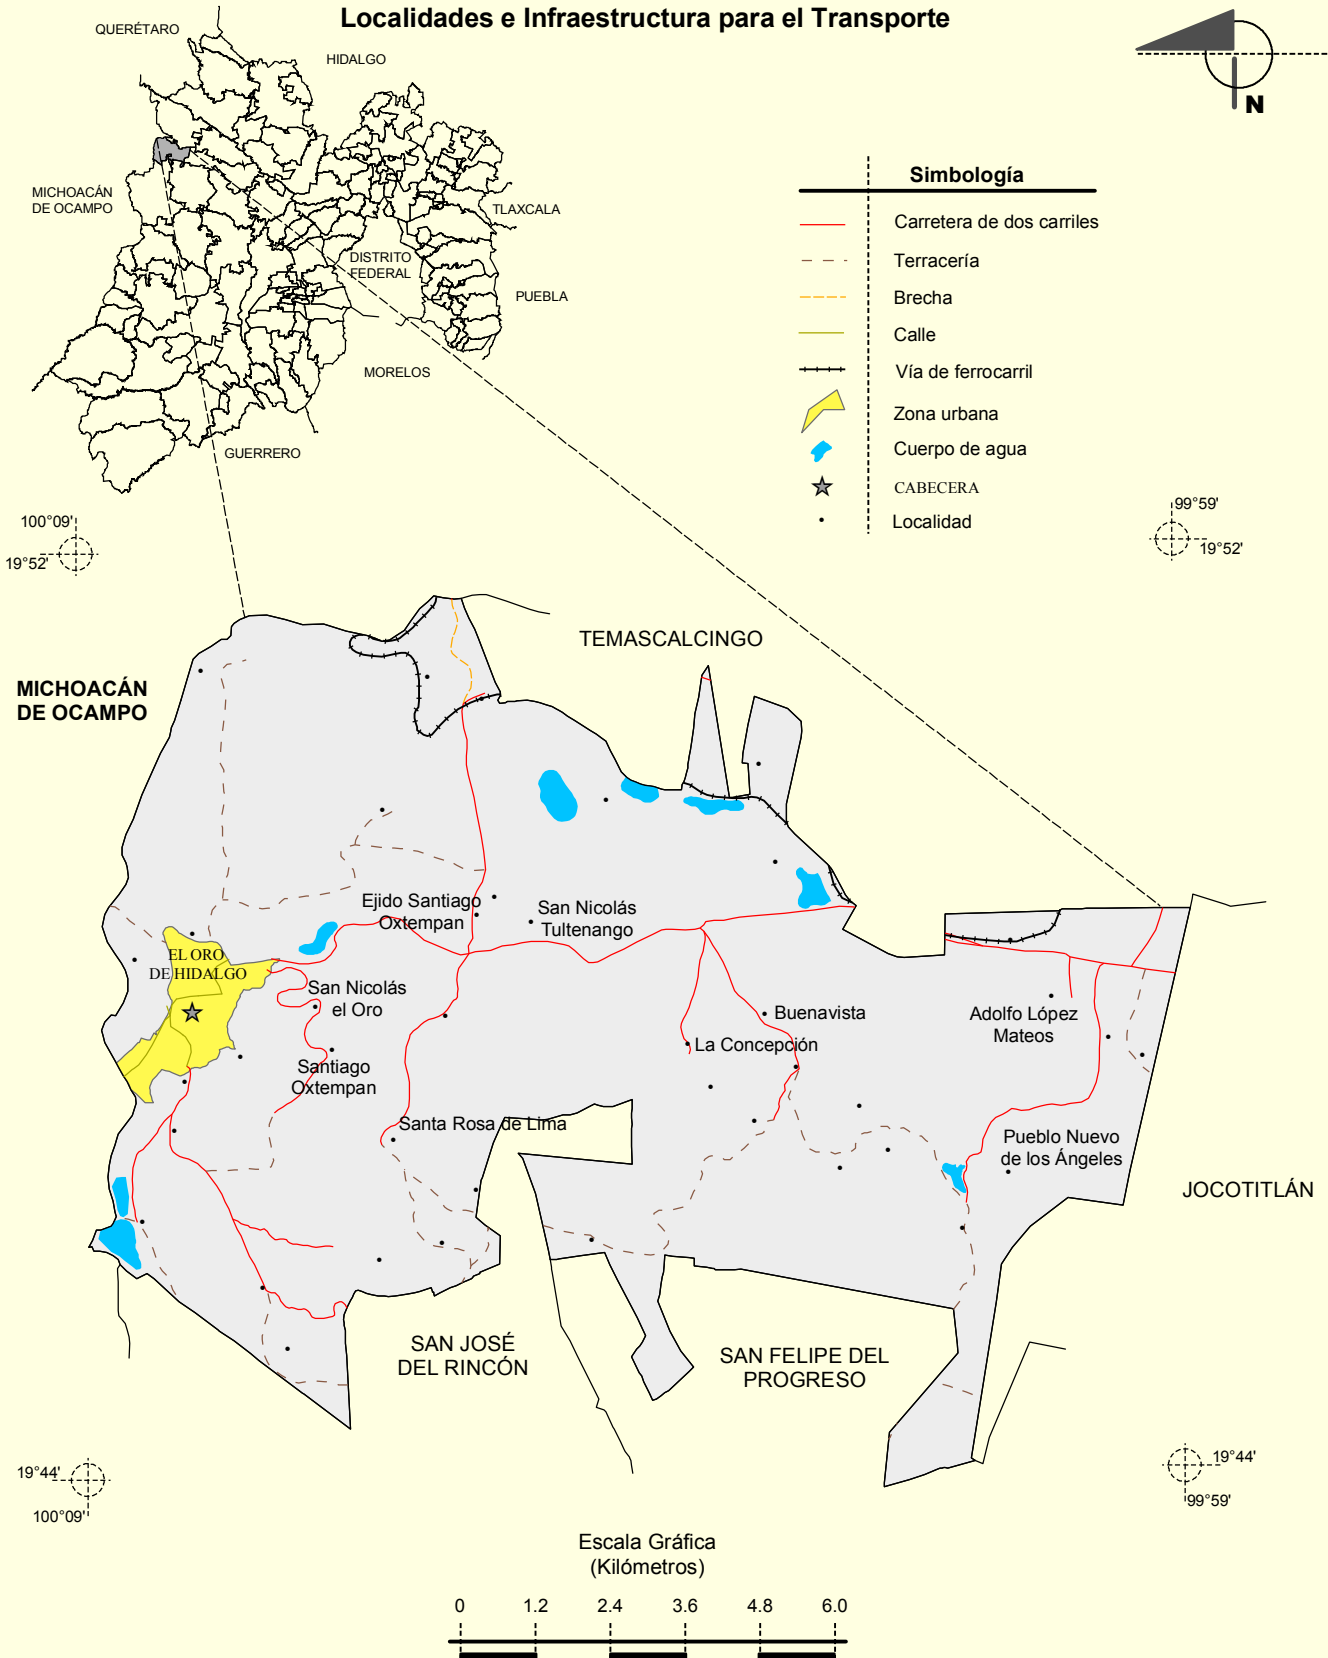 Localidades e Infraestructura para el Transporte
QUERÉTARO
HIDALGO
N
MICHOACÁN
DE OCAMPO
TLAXCALA
DISTRITO
FEDERAL
PUEBLA
MORELOS
GUERRERO
Simbología
Carretera de dos carriles
Terracería
Brecha
Calle
Vía de ferrocarril
Zona urbana
Cuerpo de agua
CABECERA
Localidad
100°09'
19°52'
99°59'
19°52'
TEMASCALCINGO
MICHOACÁN
DE OCAMPO
Ejido Santiago
Oxtempan
San Nicolás
Tultenango
EL ORO
DE HIDALGO
San Nicolás
el Oro
Buenavista
Adolfo López
Mateos
La Concepción
Santiago
Oxtempan
Santa Rosa de Lima
Pueblo Nuevo
de los Ángeles
JOCOTITLÁN
SAN JOSÉ
DEL RINCÓN
SAN FELIPE DEL
PROGRESO
19°44'
100°09'
19°44'
99°59'
Escala Gráfica
(Kilómetros)
0 1.2 2.4 3.6 4.8 6.0